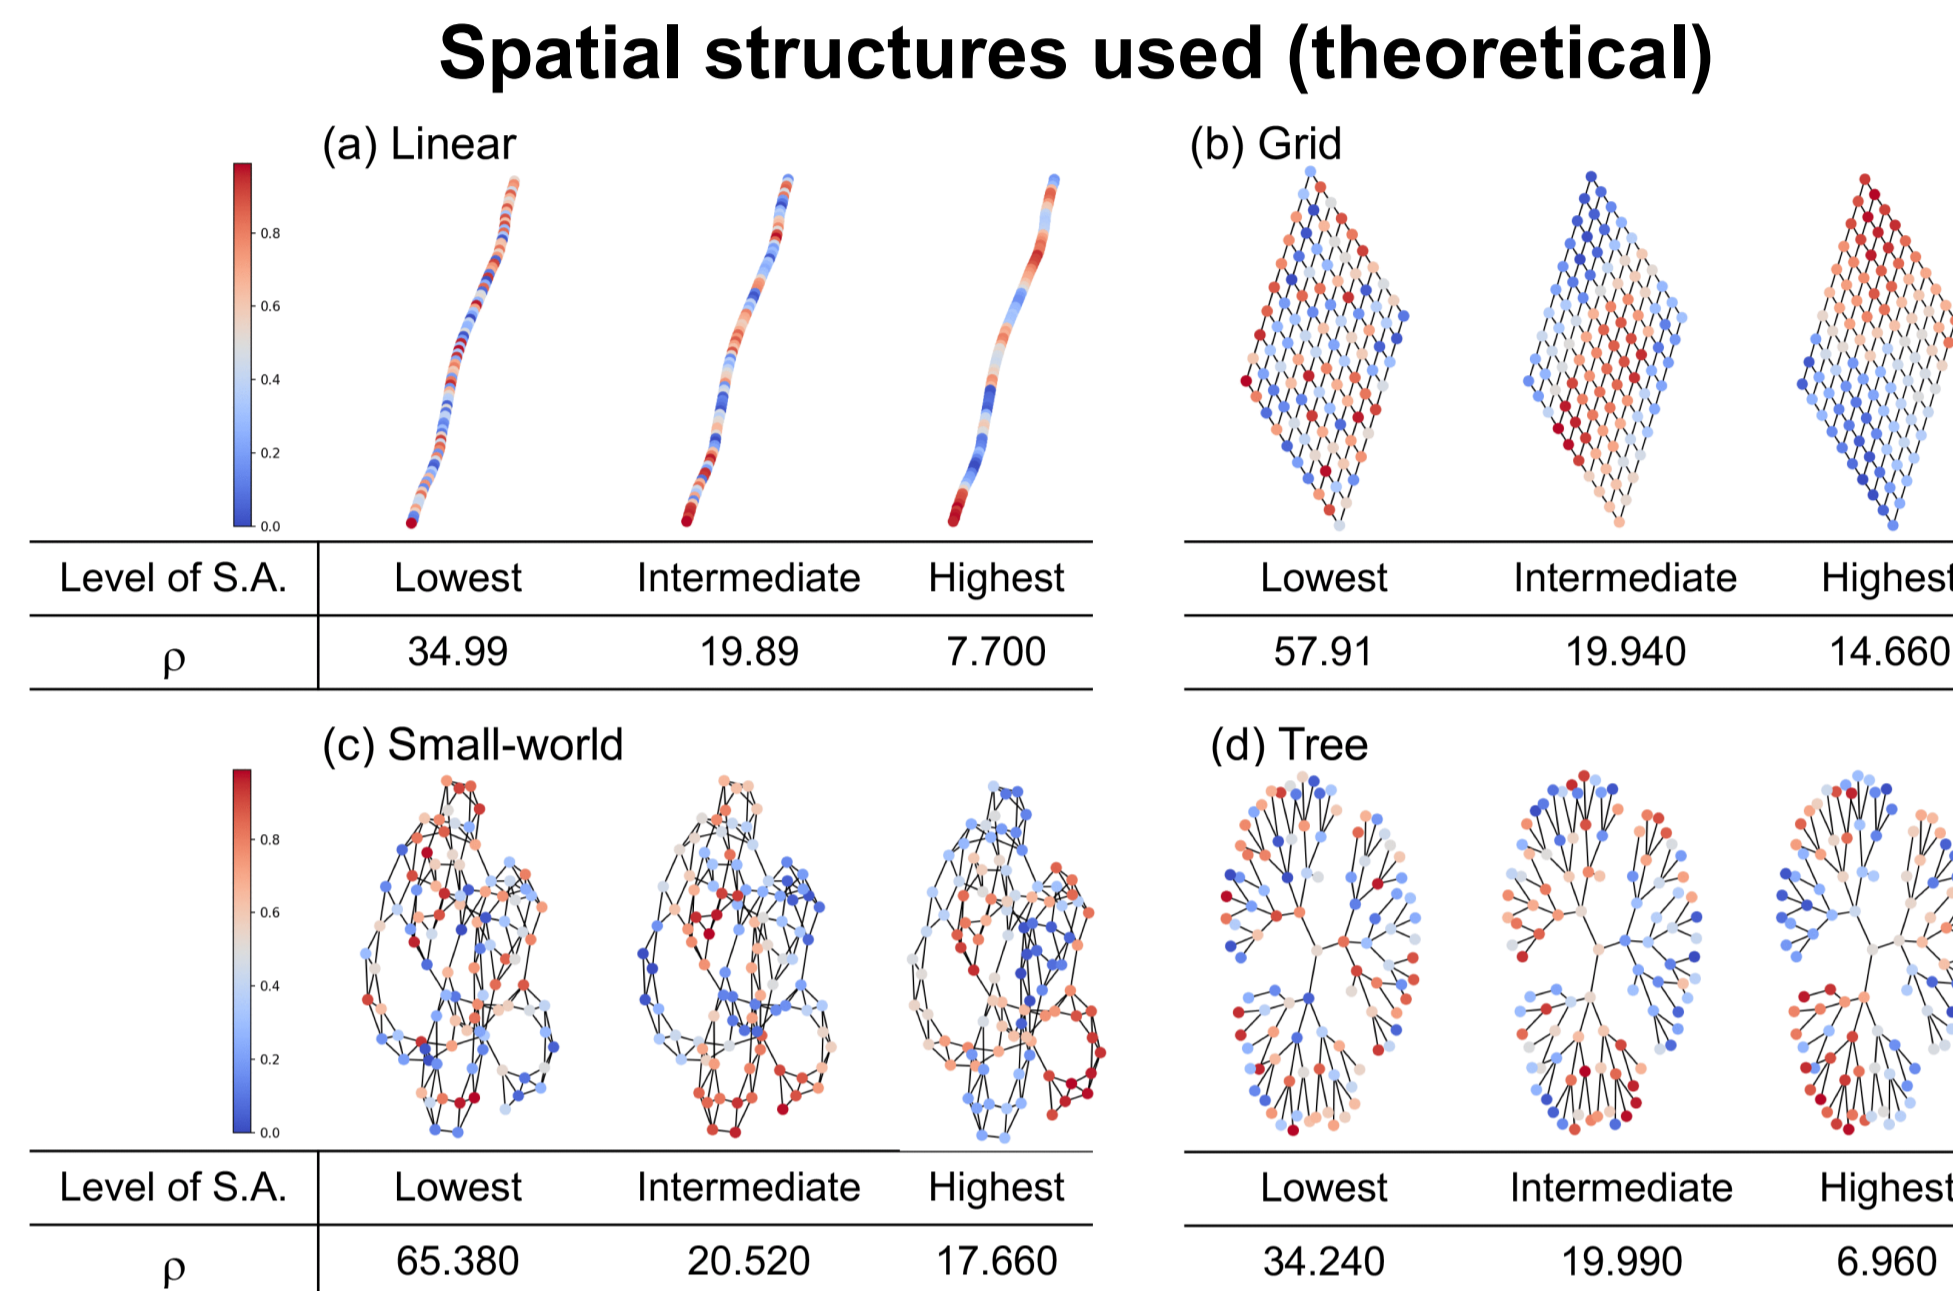 Spatial structures used (theoretical)
(a) Linear
(b) Grid
0.8
0.6
0.4
0.2
0.0
Level of S.A. Lowest Intermediate Highest Lowest Intermediate Highest
ρ 34.99 19.89 7.700 57.91 19.940 14.660
(c) Small-world
(d) Tree
0.8
0.6
0.4
0.2
0.0
Level of S.A. Lowest Intermediate Highest Lowest Intermediate Highest
ρ 65.380 20.520 17.660 34.240 19.990 6.960